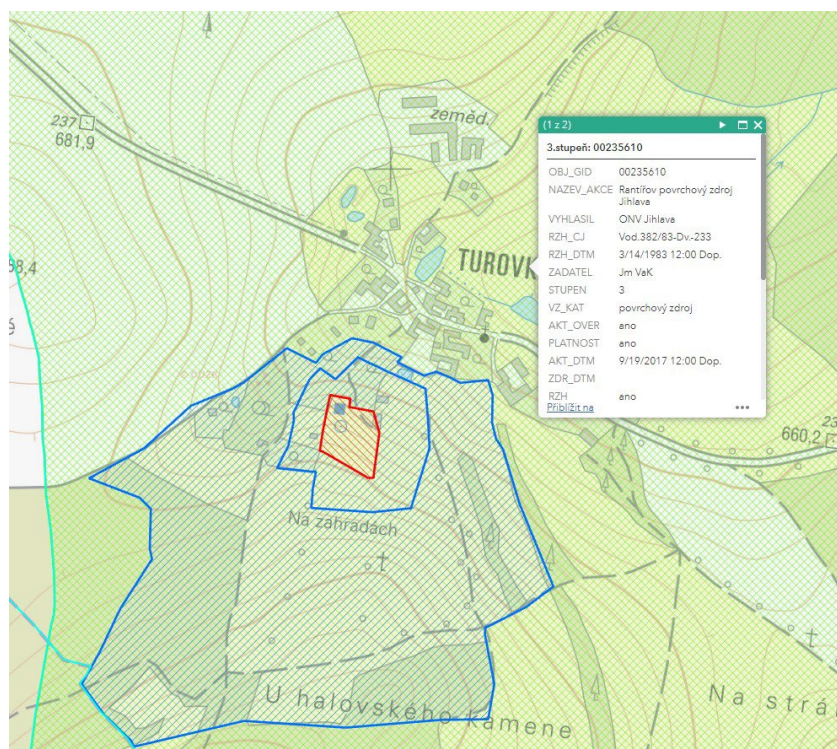 237
681,9
zeměd.
TUROVK
(1 z 2)
3.stupeň: 00235610
OBJ_GID 00235610
NAZEV_AKCE Rantířov povrchový zdroj
Jihlava
VYHLASIL ONV Jihlava
RZH_CJ Vod.382/83-Dv.-233
RZH_DTM 3/14/1983 12:00 Dop.
ZADATEL Jm VaK
STUPEN 3
VZ_KAT povrchový zdroj
AKT_OVER ano
PLATNOST ano
AKT_DTM 9/19/2017 12:00 Dop.
ZDR_DTM
RZH ano
Přiblížit na
8,4
é
660,2
23
Na zahradách
U halovského kamene
Na strá